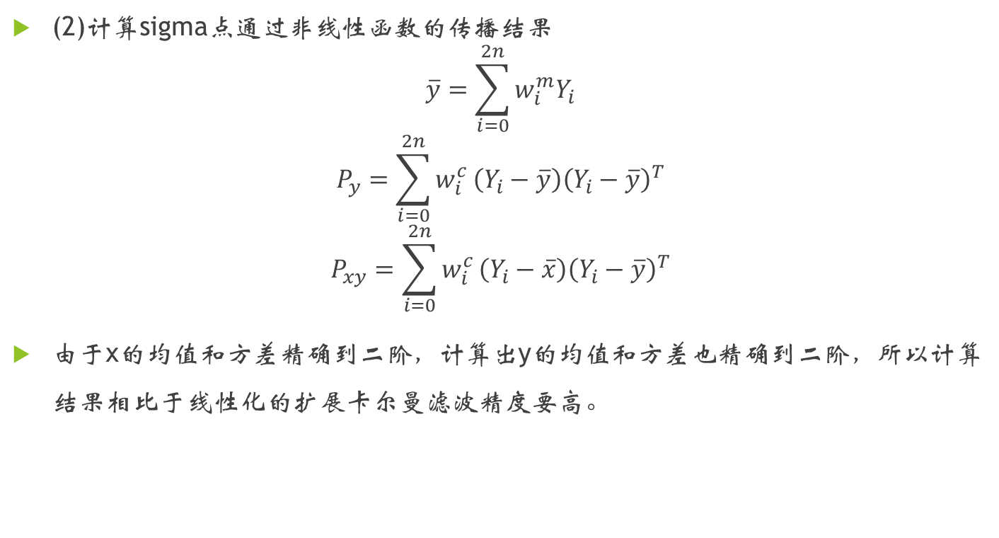 (2)计算sigma点通过非线性函数的传播结果
$\bar{y} = \sum_{i=0}^{2n} w_i^m Y_i$
$P_y = \sum_{i=0}^{2n} w_i^c (Y_i - \bar{y})(Y_i - \bar{y})^T$
$P_{xy} = \sum_{i=0}^{2n} w_i^c (Y_i - \bar{x})(Y_i - \bar{y})^T$
由于x的均值和方差精确到二阶，计算出y的均值和方差也精确到二阶，所以计算
结果相比于线性化的扩展卡尔曼滤波精度要高。